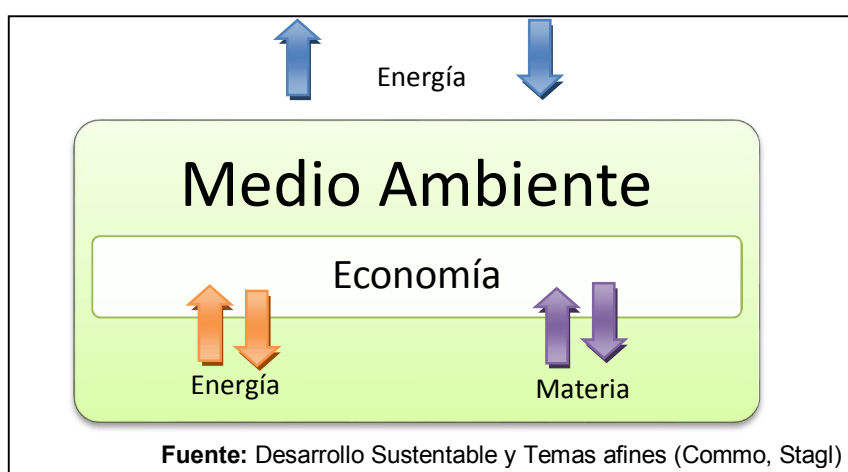 Energía
Medio Ambiente
Economía
Energía
Materia
Fuente: Desarrollo Sustentable y Temas afines (Commo, Stagl)